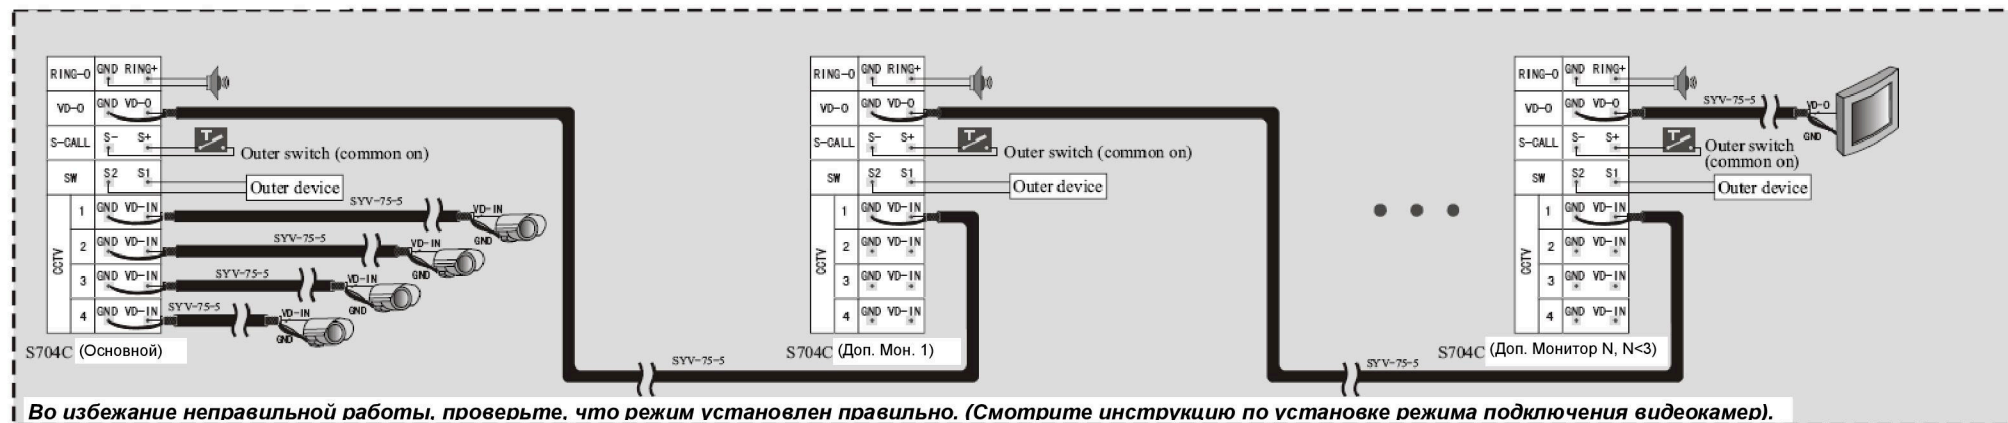 RING-O GND RING+
VD-O GND VD-O
S-CALL S- S+ T Outer switch (common on)
SW S2 S1 Outer device
CCTV
1 GND VD-IN SYV-75-5 VD-IN GND
2 GND VD-IN SYV-75-5 VD-IN GND
3 GND VD-IN SYV-75-5 VD-IN GND
4 GND VD-IN SYV-75-5 VD-IN GND
S704C (Основной)
SYV-75-5
RING-O GND RING+
VD-O GND VD-O
S-CALL S- S+ T Outer switch (common on)
SW S2 S1 Outer device
CCTV
1 GND VD-IN
2 GND VD-IN
3 GND VD-IN
4 GND VD-IN
S704C (Доп. Мон. 1)
SYV-75-5
RING-O GND RING+
VD-O GND VD-O SYV-75-5 VD-O GND
S-CALL S- S+ T Outer switch
(common on)
SW S2 S1 Outer device
CCTV
1 GND VD-IN
2 GND VD-IN
3 GND VD-IN
4 GND VD-IN
S704C (Доп. Монитор N, N<3)
Во избежание неправильной работы, проверьте, что режим установлен правильно. (Смотрите инструкцию по установке режима подключения видеокамер).